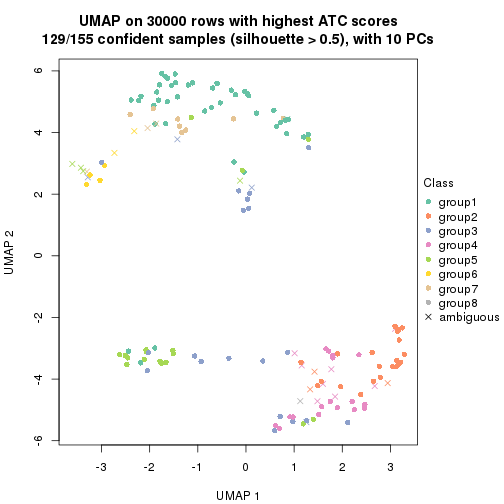 UMAP on 30000 rows with highest ATC scores
129/155 confident samples (silhouette > 0.5), with 10 PCs
6
4
2
0
-2
-4
-6
UMAP 2
-3
-2
-1
0
1
2
3
UMAP 1
Class
group1
group2
group3
group4
group5
group6
group7
group8
ambiguous